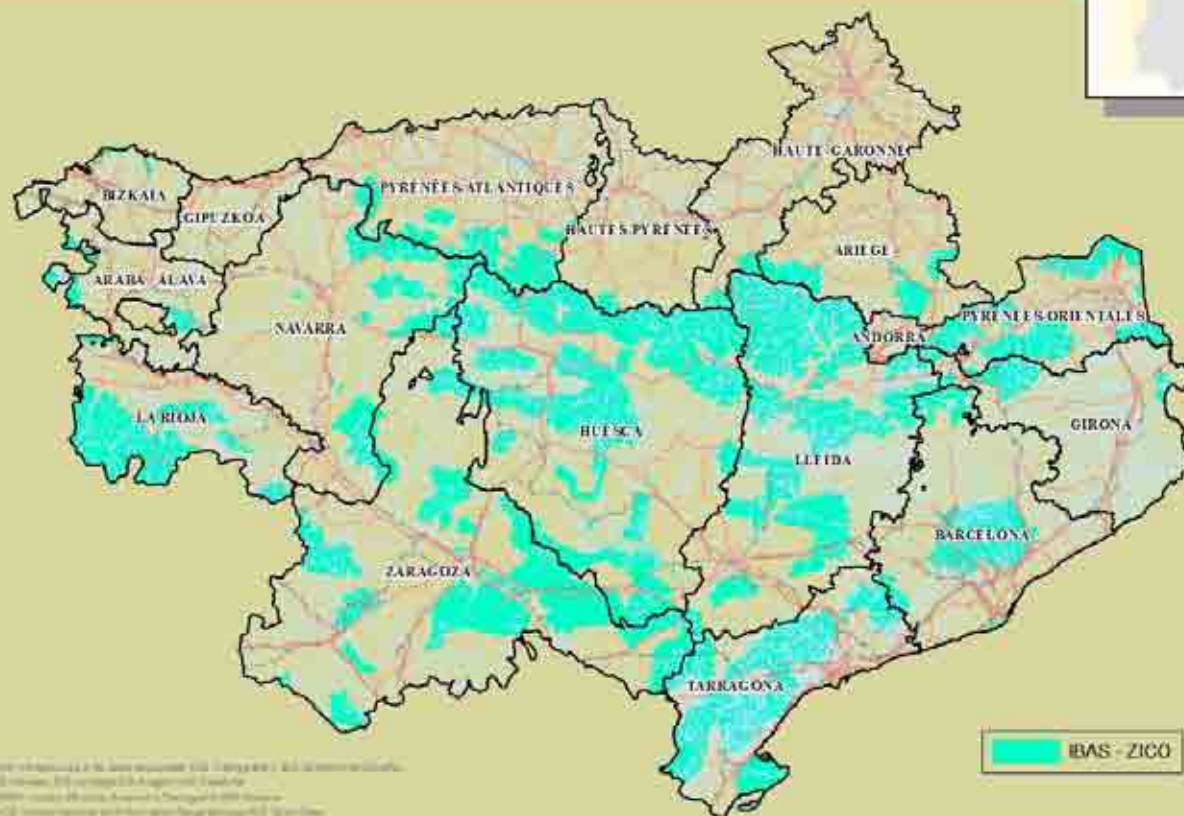 HAUTE-GARONNE
BIZKAIA
GIPUZKOA
PYRENEES-ATLANTIQUES
HAUTES-PYRENEES
ARIEGE
ARABA - ALAVA
NAVARRA
ANDORRA
PYRENEES-ORIENTALES
LA RIOJA
HUESCA
LLEIDA
GIRONA
BARCELONA
ZARAGOZA
TARRAGONA
IBAS - ZICO